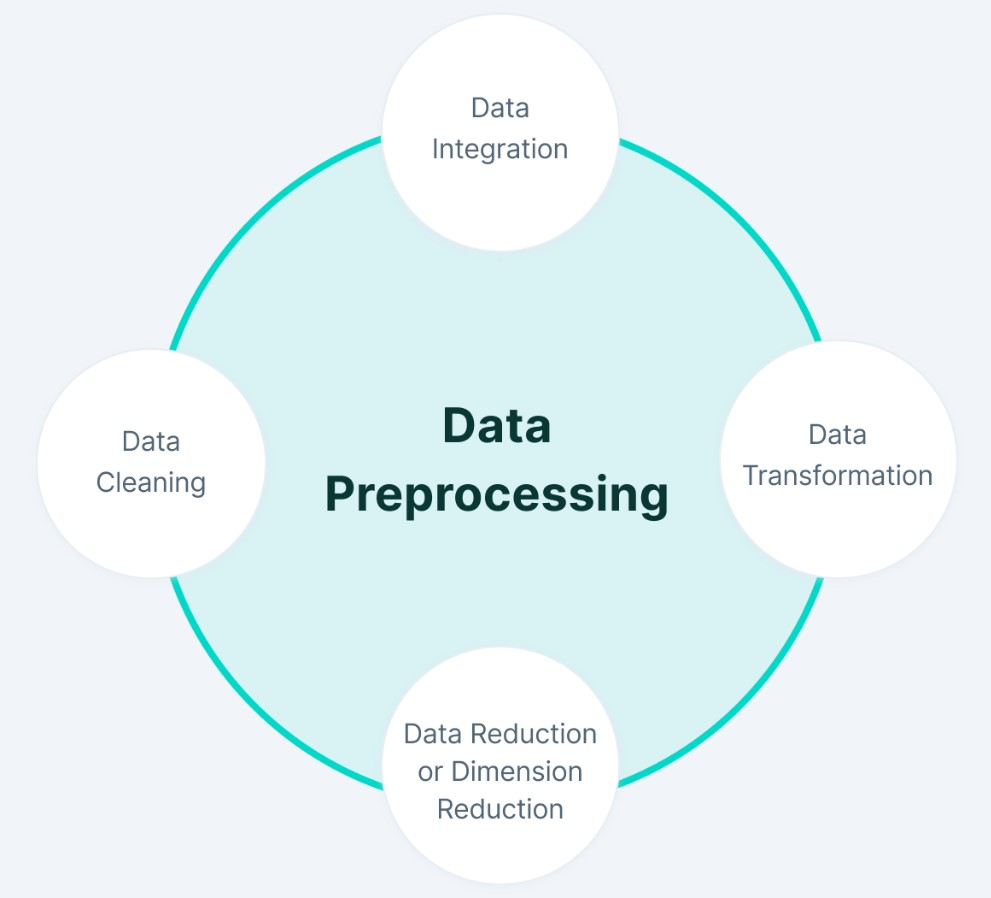 Data
Integration
Data
Cleaning
Data
Preprocessing
Data
Transformation
Data Reduction
or Dimension
Reduction